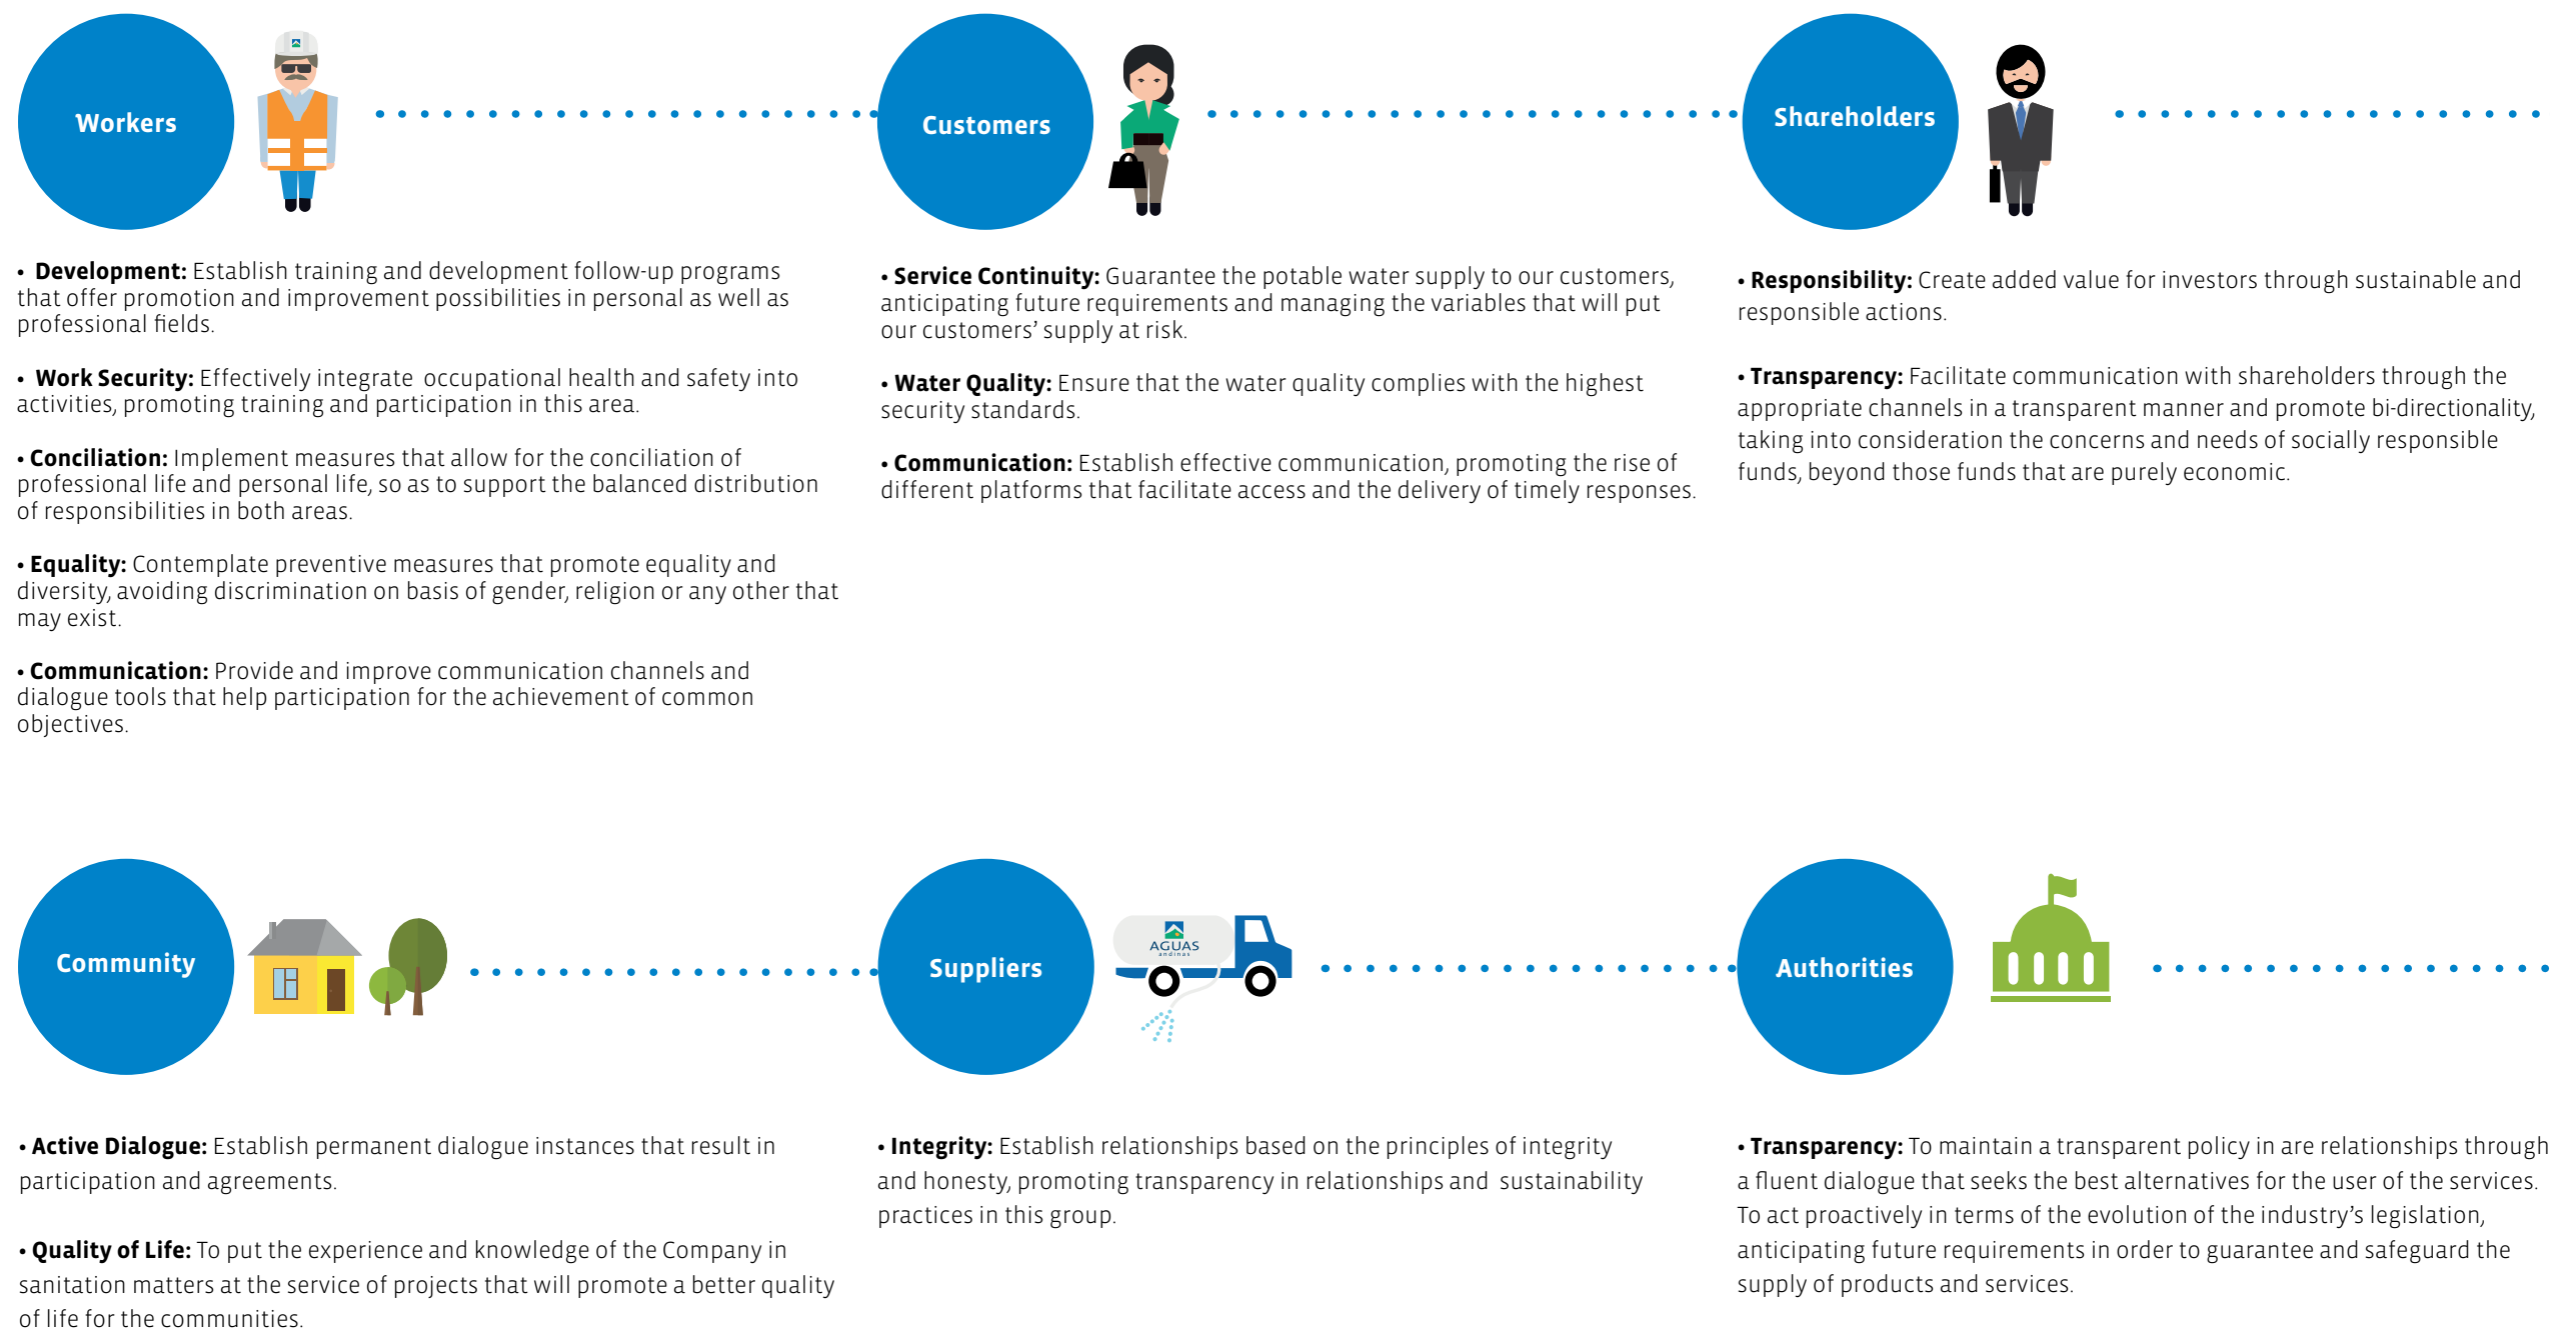 Workers
• Development: Establish training and development follow-up programs
that offer promotion and improvement possibilities in personal as well as
professional fields.
• Work Security: Effectively integrate occupational health and safety into
activities, promoting training and participation in this area.
• Conciliation: Implement measures that allow for the conciliation of
professional life and personal life, so as to support the balanced distribution
of responsibilities in both areas.
• Equality: Contemplate preventive measures that promote equality and
diversity, avoiding discrimination on basis of gender, religion or any other that
may exist.
• Communication: Provide and improve communication channels and
dialogue tools that help participation for the achievement of common
objectives.
Customers
• Service Continuity: Guarantee the potable water supply to our customers,
anticipating future requirements and managing the variables that will put
our customers’ supply at risk.
• Water Quality: Ensure that the water quality complies with the highest
security standards.
• Communication: Establish effective communication, promoting the rise of
different platforms that facilitate access and the delivery of timely responses.
Shareholders
• Responsibility: Create added value for investors through sustainable and
responsible actions.
• Transparency: Facilitate communication with shareholders through the
appropriate channels in a transparent manner and promote bi-directionality,
taking into consideration the concerns and needs of socially responsible
funds, beyond those funds that are purely economic.
Community
• Active Dialogue: Establish permanent dialogue instances that result in
participation and agreements.
• Quality of Life: To put the experience and knowledge of the Company in
sanitation matters at the service of projects that will promote a better quality
of life for the communities.
Suppliers
AGUAS
andinas
• Integrity: Establish relationships based on the principles of integrity
and honesty, promoting transparency in relationships and sustainability
practices in this group.
Authorities
• Transparency: To maintain a transparent policy in are relationships through
a fluent dialogue that seeks the best alternatives for the user of the services.
To act proactively in terms of the evolution of the industry’s legislation,
anticipating future requirements in order to guarantee and safeguard the
supply of products and services.